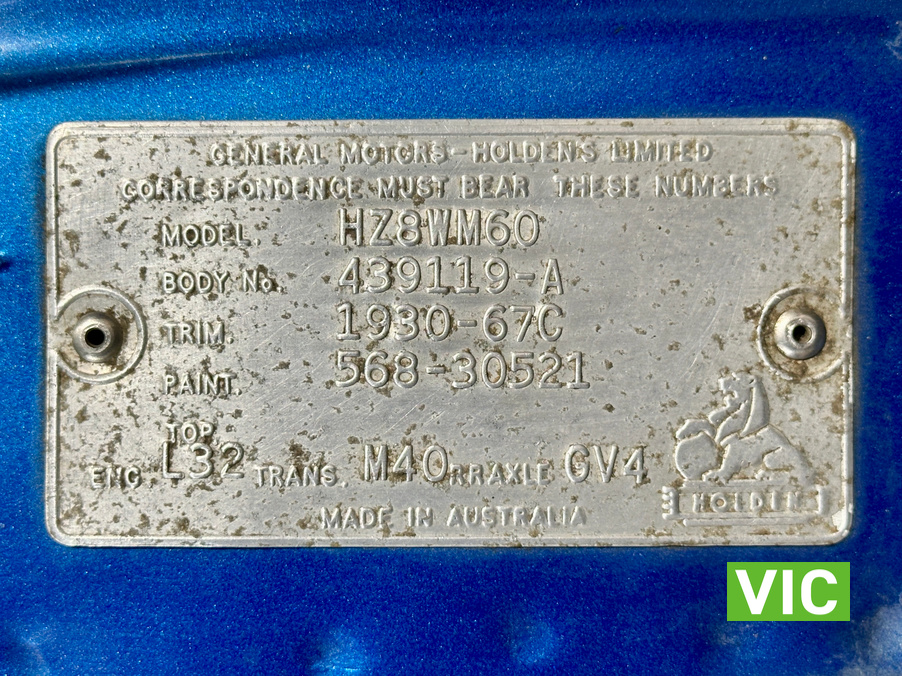 GENERAL MOTORS-HOLDEN'S LIMITED
CORRESPONDENCE MUST BEAR THESE NUMBERS
MODEL. HZ8WM60
BODY No. 439119-A
TRIM. 1930-67C
PAINT. 568-30521
TOP
ENG. L32 TRANS. M40 RRAXLE GV4
HOLDEN
MADE IN AUSTRALIA
VIC